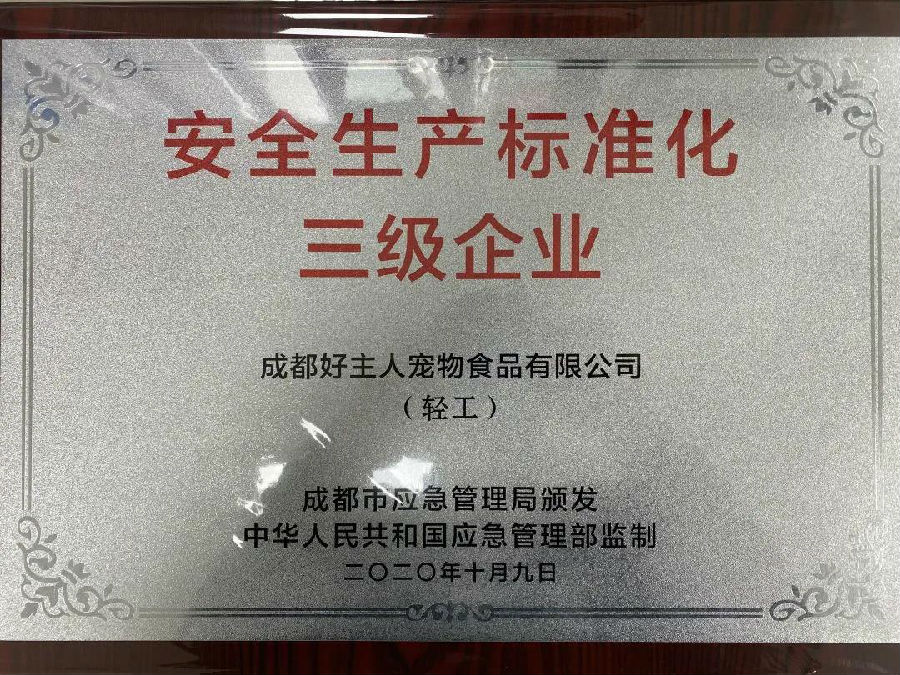 安全生产标准化
三级企业
成都好主人宠物食品有限公司
（轻工）
成都市应急管理局颁发
中华人民共和国应急管理部监制
二〇二〇年十月九日